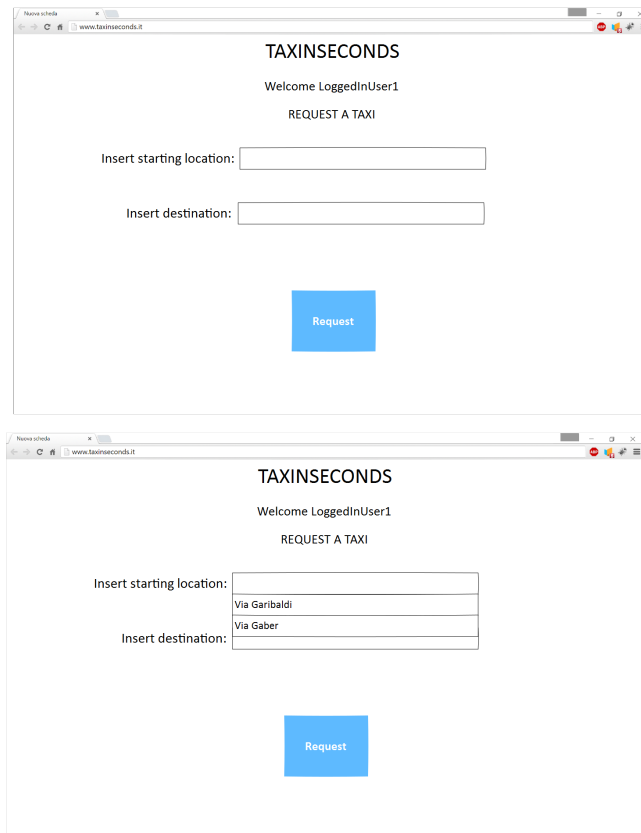 Nuova scheda
www.taxinseconds.it
TAXINSECONDS
Welcome LoggedInUser1
REQUEST A TAXI
Insert starting location:
Insert destination:
Request
Nuova scheda
www.taxinseconds.it
TAXINSECONDS
Welcome LoggedInUser1
REQUEST A TAXI
Insert starting location:
Via Garibaldi
Via Gaber
Insert destination:
Request